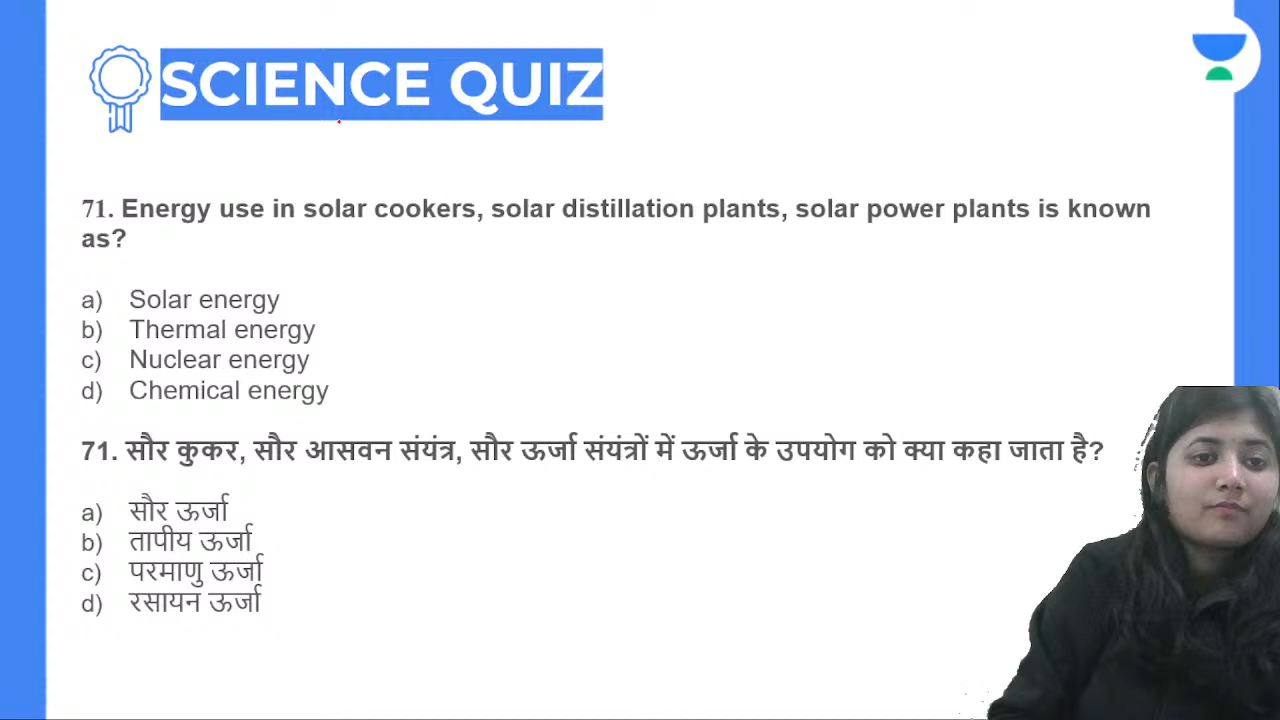 SCIENCE QUIZ
71. Energy use in solar cookers, solar distillation plants, solar power plants is known
as?
a) Solar energy
b) Thermal energy
c) Nuclear energy
d) Chemical energy
71. सौर कुकर, सौर आसवन संयंत्र, सौर ऊर्जा संयंत्रों में ऊर्जा के उपयोग को क्या कहा जाता है?
a) सौर ऊर्जा
b) तापीय ऊर्जा
c) परमाणु ऊर्जा
d) रसायन ऊर्जा